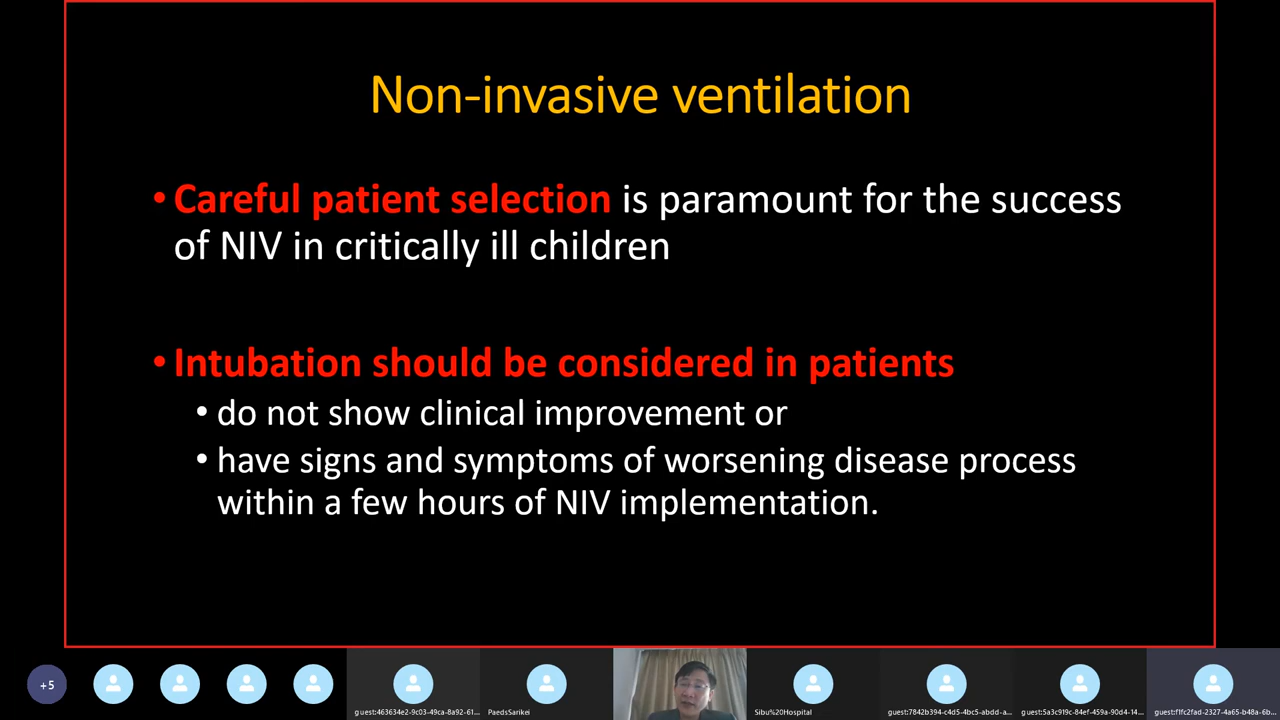 Non-invasive ventilation
• Careful patient selection is paramount for the success
of NIV in critically ill children
• Intubation should be considered in patients
• do not show clinical improvement or
• have signs and symptoms of worsening disease process
within a few hours of NIV implementation.
+5
guest:463634e2-9c03-49ca-8a92-61...
PaedsSarikei
Sibu%20Hospital
guest:7842b394-c4d5-4bc5-abdd-a...
guest:5a3c919c-84ef-459a-90d4-14...
guest:f1fc2fad-2327-4a65-b48a-6b...